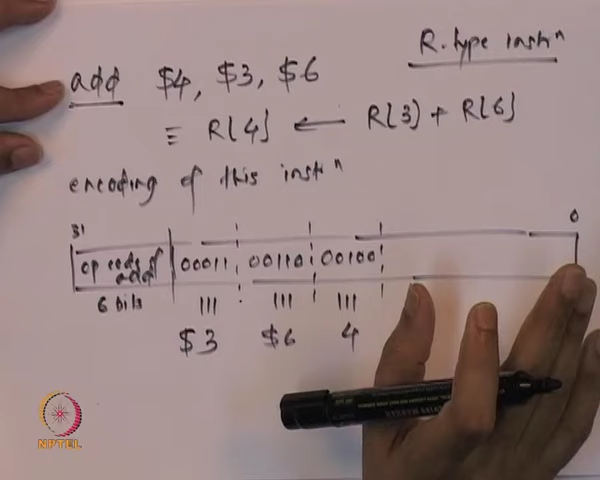 R-type instⁿ
add $4, $3, $6
≡ R[4] ← R[3] + R[6]
encoding of this instⁿ
31 0
op code of add 00011 00110 00100
6 bits ||| ||| |||
$3 $6 4
NPTEL